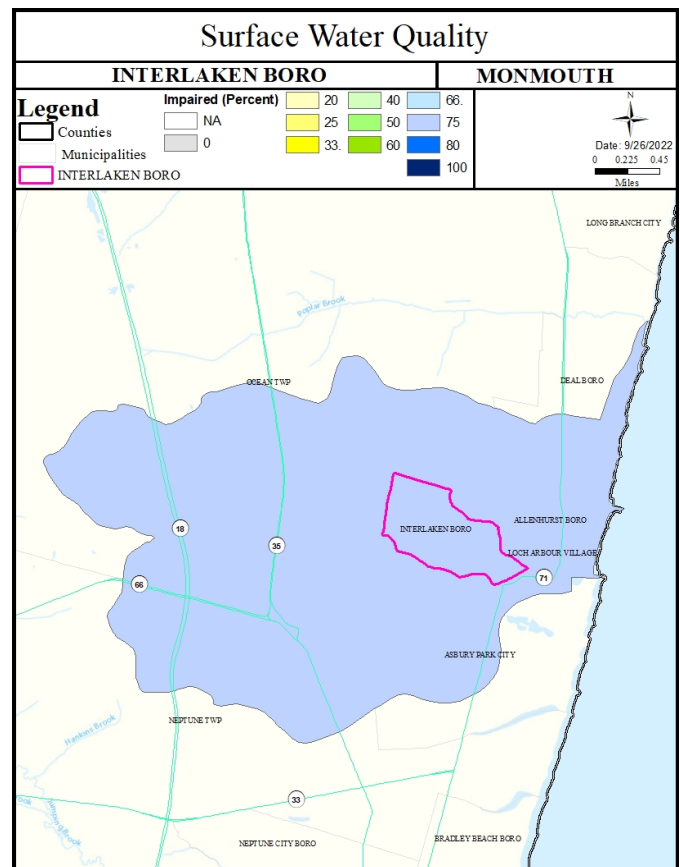 Surface Water Quality
INTERLAKEN BORO
MONMOUTH
Legend
Counties
Municipalities
INTERLAKEN BORO
Impaired (Percent)
NA
0
20
25
33.
40
50
60
66.
75
80
100
N
Date: 9/26/2022
0 0.225 0.45
Miles
LONG BRANCH CITY
Poplar Brook
OCEAN TWP
DEAL BORO
18
35
INTERLAKEN BORO
ALLENHURST BORO
LOCH ARBOUR VILLAGE
66
71
ASBURY PARK CITY
NEPTUNE TWP
Hankins Brook
33
Jumping Brook
NEPTUNE CITY BORO
BRADLEY BEACH BORO